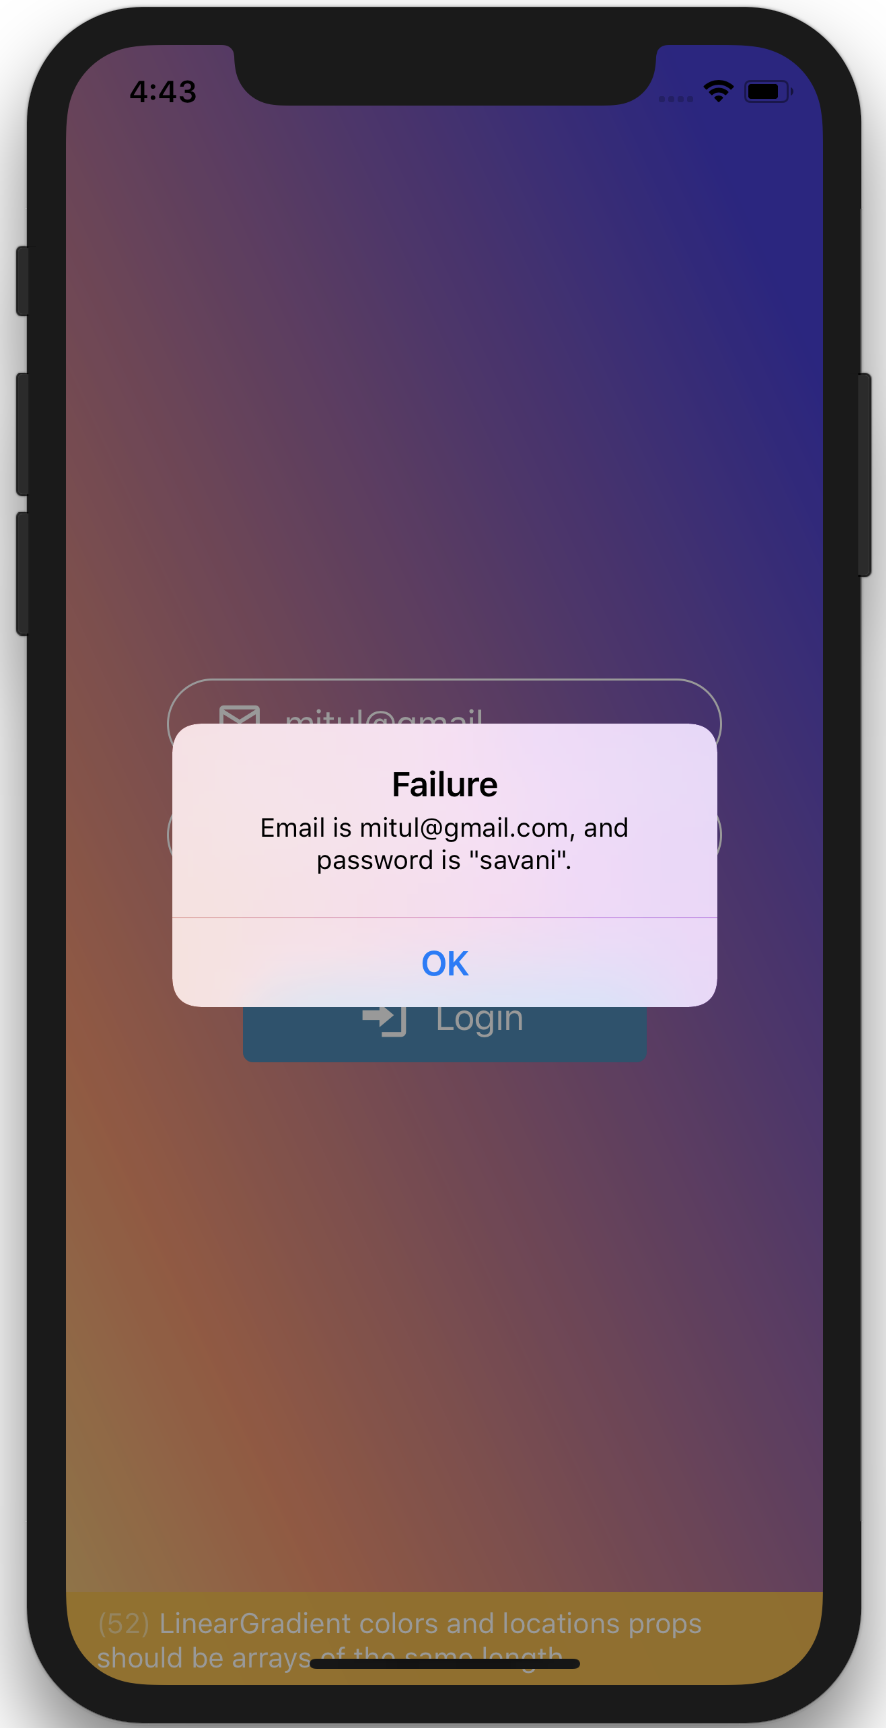 4:43
mitul@gmail
Failure
Email is mitul@gmail.com, and
password is "savani".
OK
Login
(52) LinearGradient colors and locations props
should be arrays of the same length